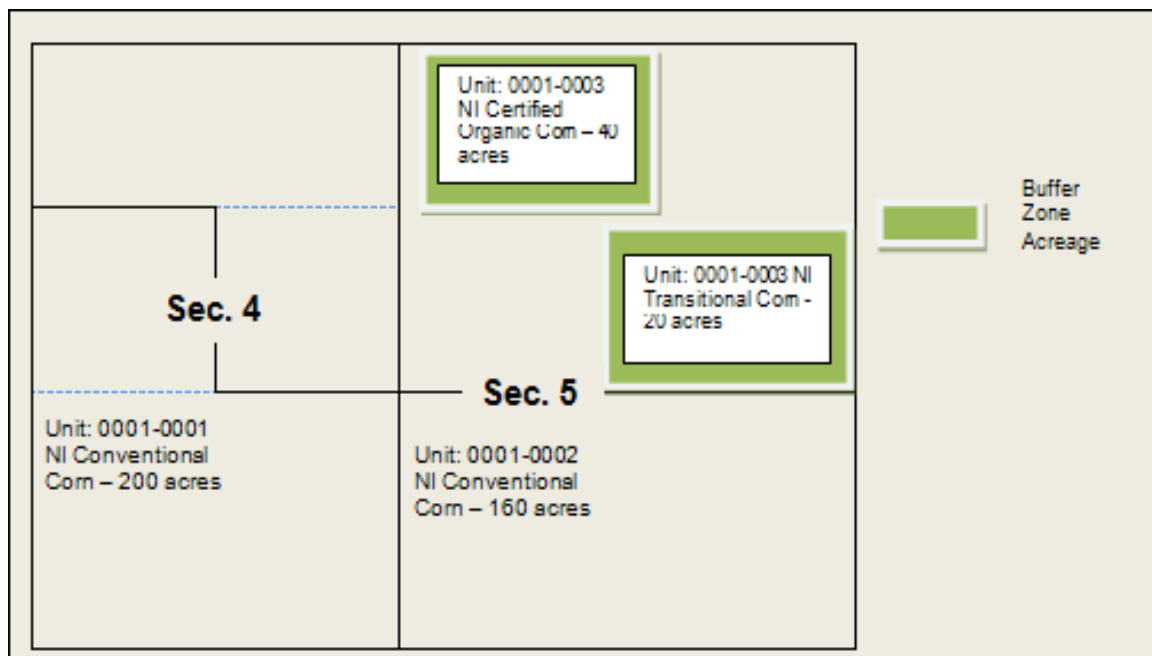 Unit: 0001-0003
NI Certified
Organic Corn – 40
acres
Buffer
Zone
Acreage
Unit: 0001-0003 NI
Transitional Corn -
20 acres
Sec. 4
Sec. 5
Unit: 0001-0001
NI Conventional
Corn – 200 acres
Unit: 0001-0002
NI Conventional
Corn – 160 acres